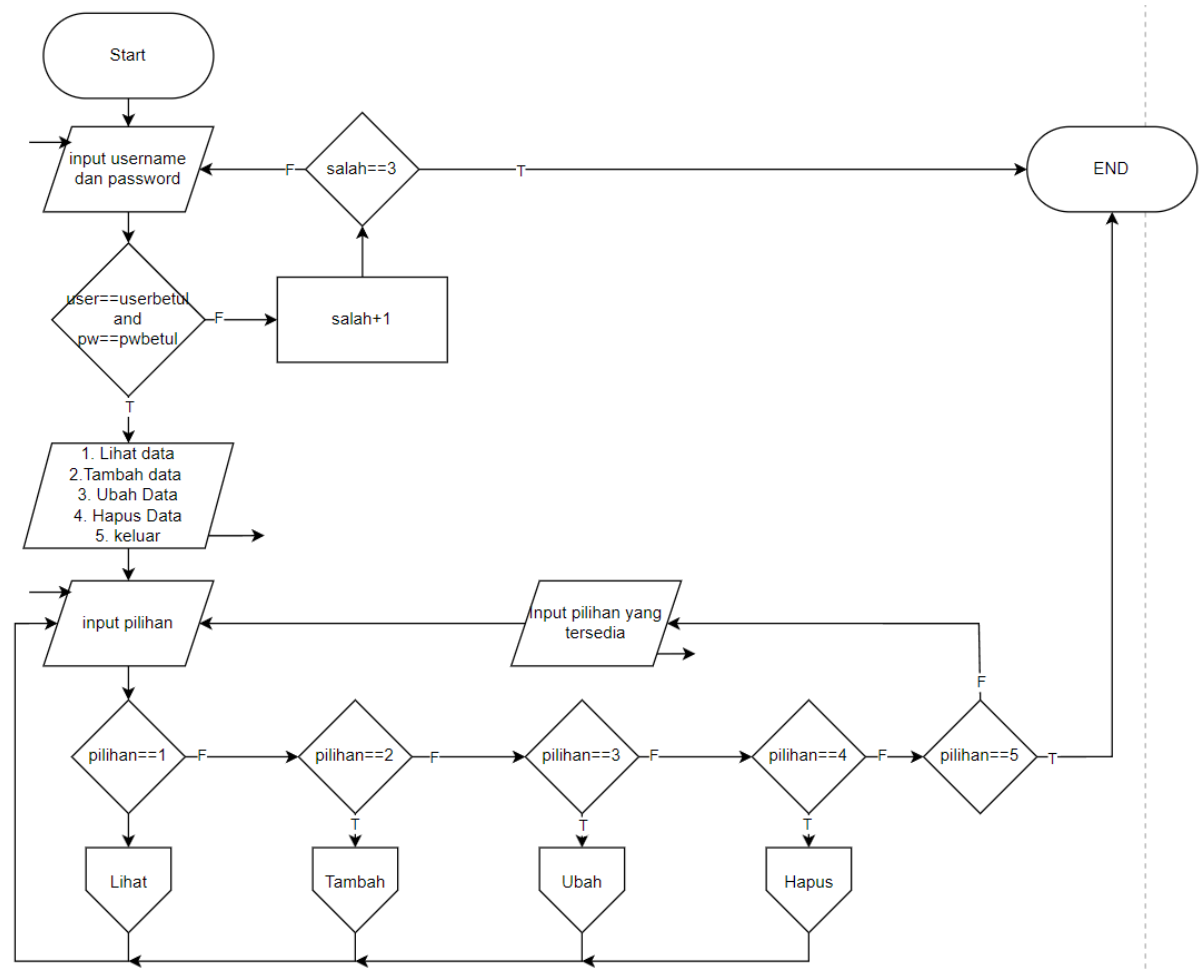 Start
input username
dan password
F
salah==3
T
END
user==userbetul
and
pw==pwbetul
F
salah+1
T
1. Lihat data
2.Tambah data
3. Ubah Data
4. Hapus Data
5. keluar
input pilihan
Input pilihan yang
tersedia
F
pilihan==1
F
pilihan==2
F
pilihan==3
F
pilihan==4
F
pilihan==5
T
T
T
T
Lihat
Tambah
Ubah
Hapus